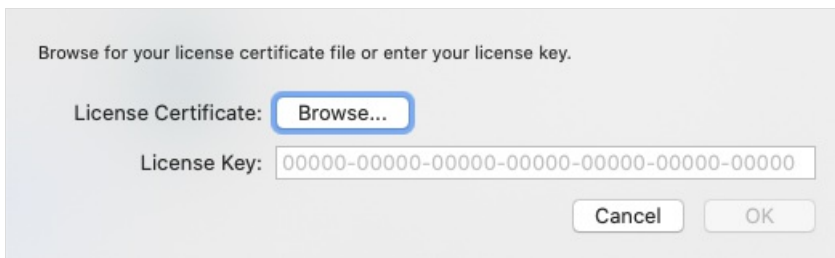 Browse for your license certificate file or enter your license key.
License Certificate: Browse...
License Key: 00000-00000-00000-00000-00000-00000-00000
Cancel OK